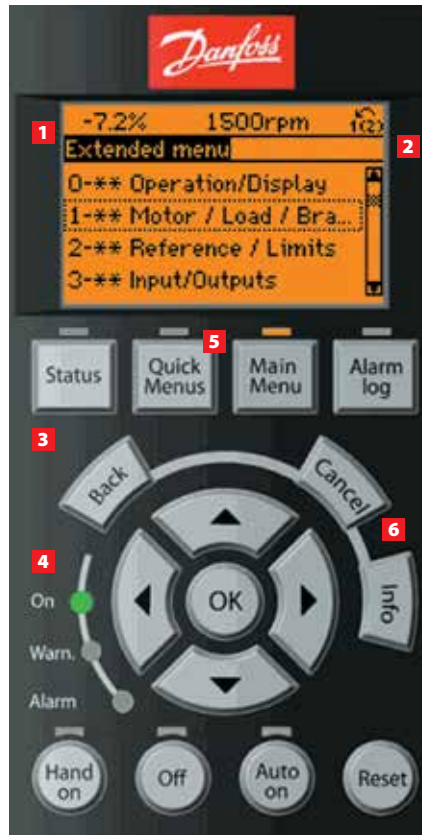 Danfoss
-7.2% 1500rpm 1(2)
1
Extended menu
2
0-** Operation/Display
1-** Motor / Load / Bra...
2-** Reference / Limits
3-** Input/Outputs
5
Status
Quick
Menus
Main
Menu
Alarm
log
3
Back
Cancel
6
4
On
OK
Info
Warn.
Alarm
Hand
on
Off
Auto
on
Reset